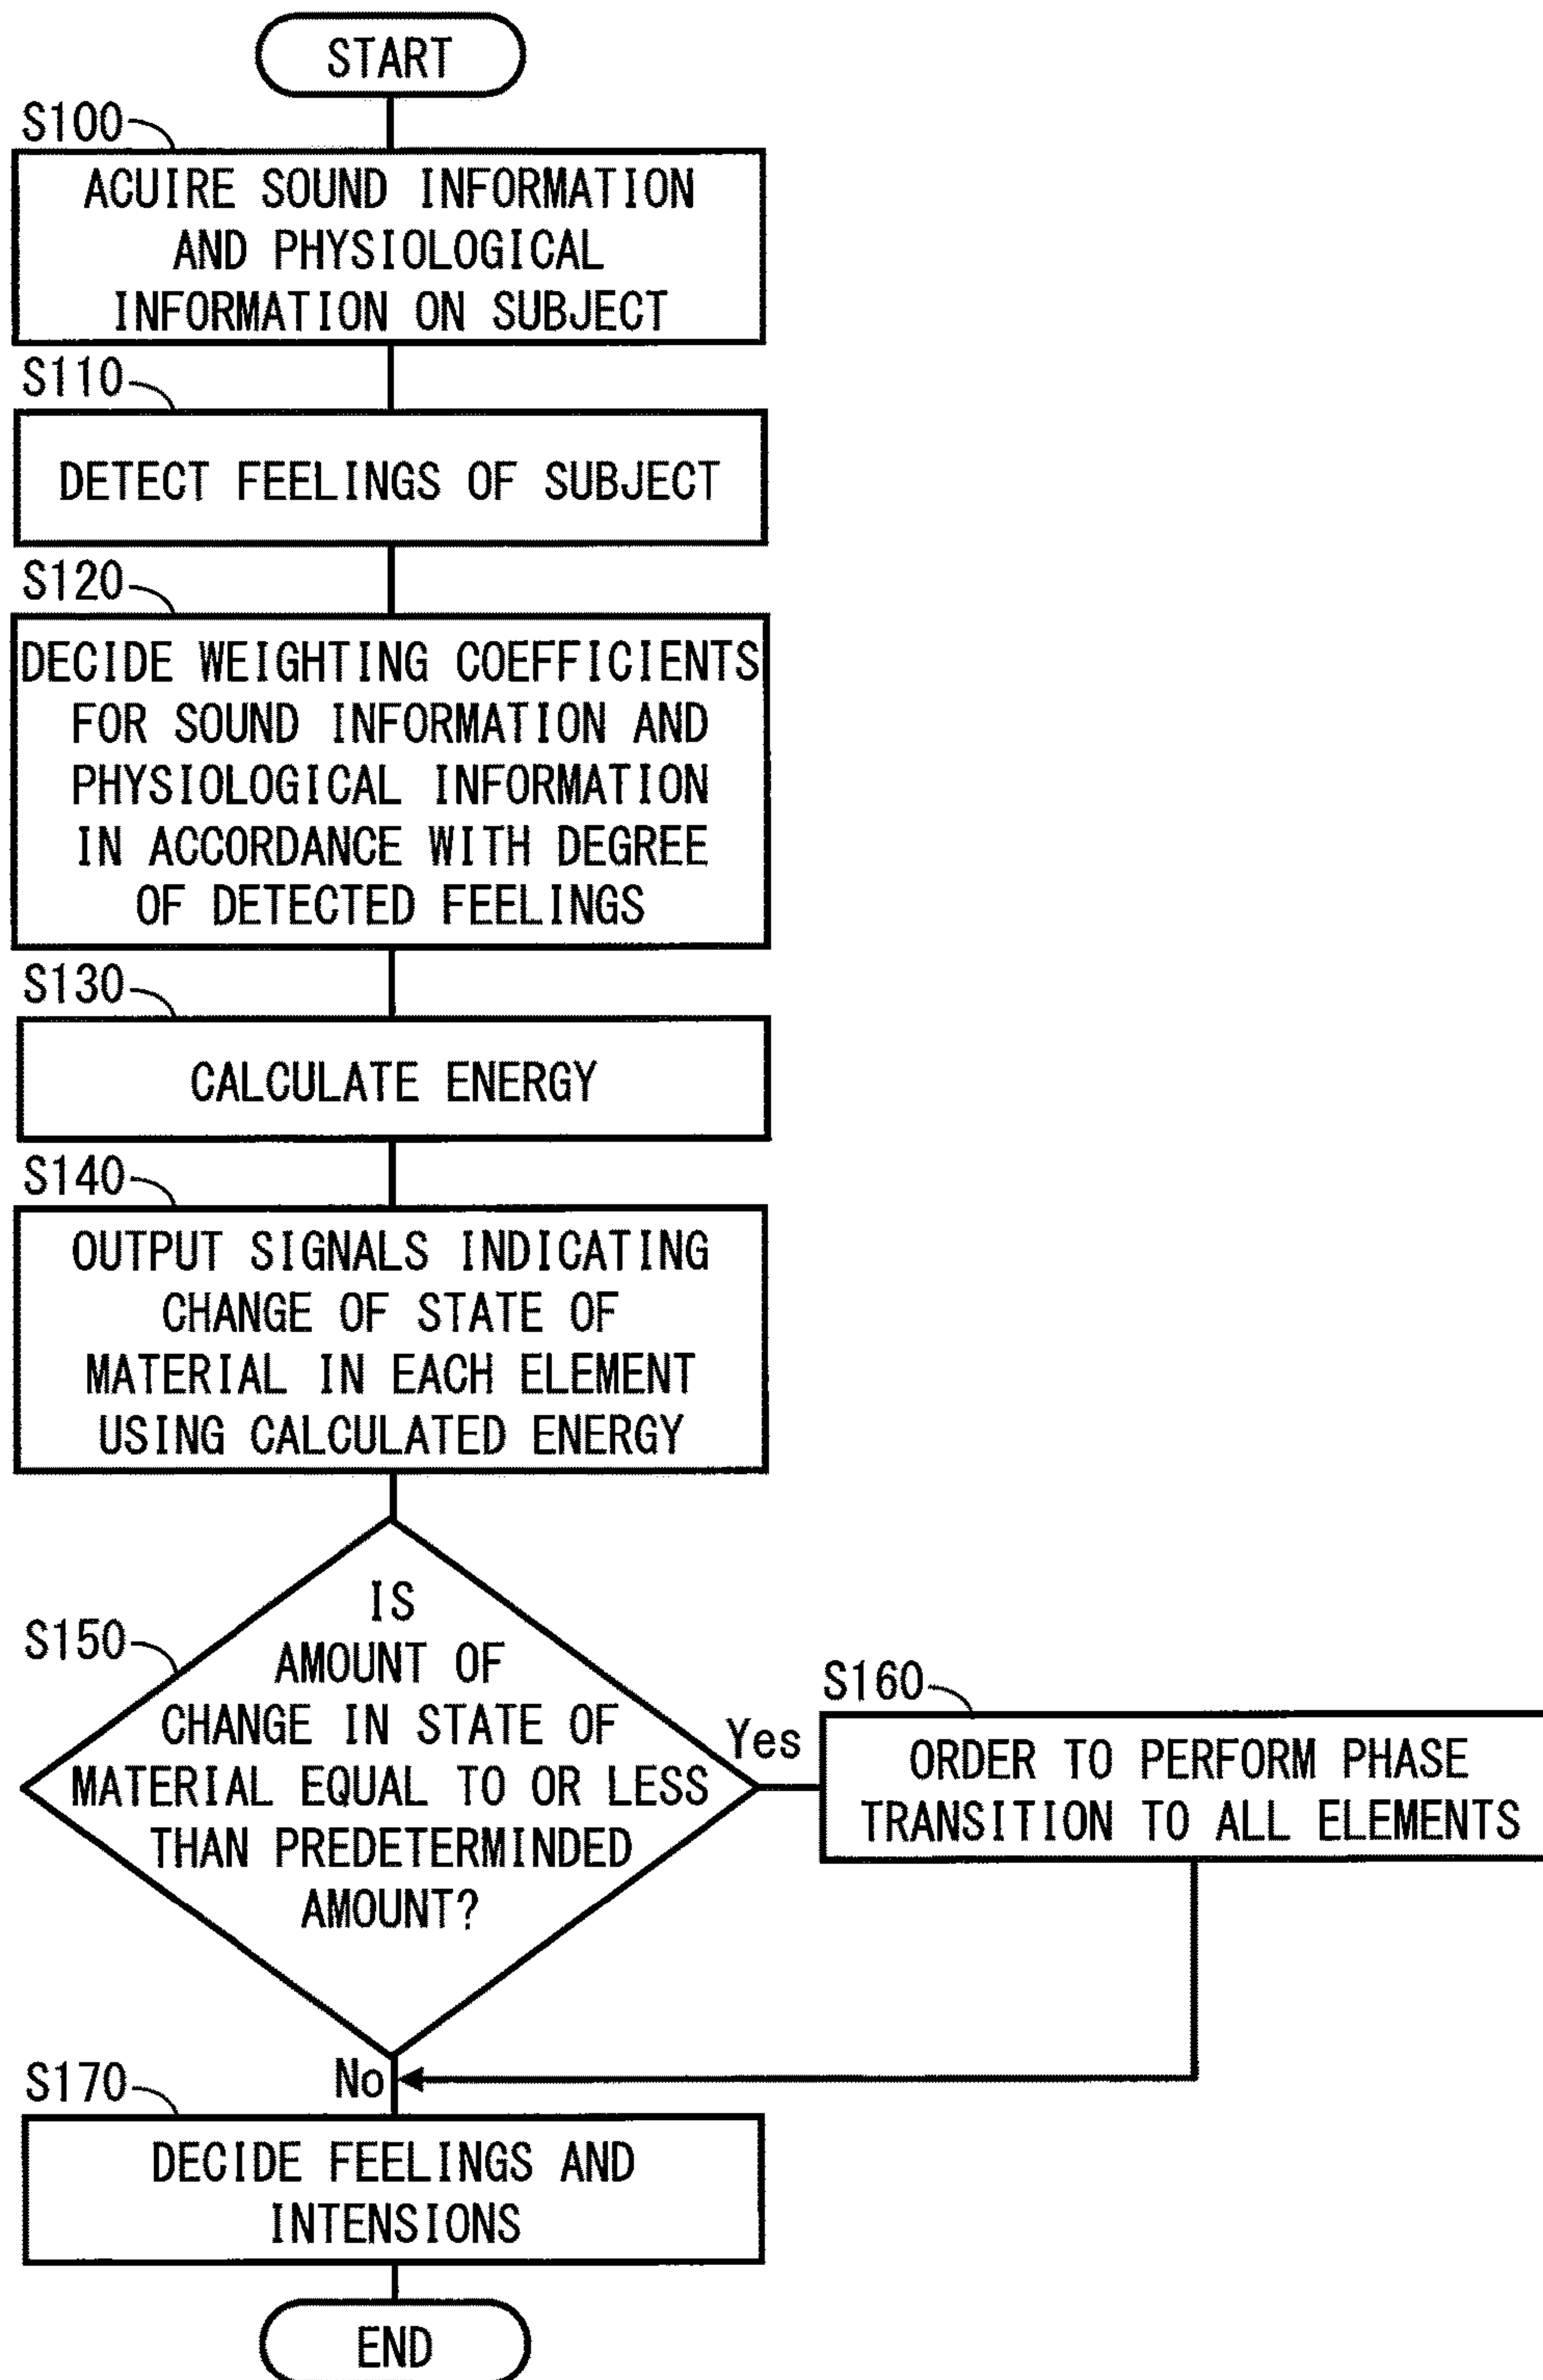 START
S100
ACUIRE SOUND INFORMATION
AND PHYSIOLOGICAL
INFORMATION ON SUBJECT
S110
DETECT FEELINGS OF SUBJECT
S120
DECIDE WEIGHTING COEFFICIENTS
FOR SOUND INFORMATION AND
PHYSIOLOGICAL INFORMATION
IN ACCORDANCE WITH DEGREE
OF DETECTED FEELINGS
S130
CALCULATE ENERGY
S140
OUTPUT SIGNALS INDICATING
CHANGE OF STATE OF
MATERIAL IN EACH ELEMENT
USING CALCULATED ENERGY
S150
IS
AMOUNT OF
CHANGE IN STATE OF
MATERIAL EQUAL TO OR LESS
THAN PREDETERMINDED
AMOUNT?
Yes
S160
ORDER TO PERFORM PHASE
TRANSITION TO ALL ELEMENTS
No
S170
DECIDE FEELINGS AND
INTENSIONS
END